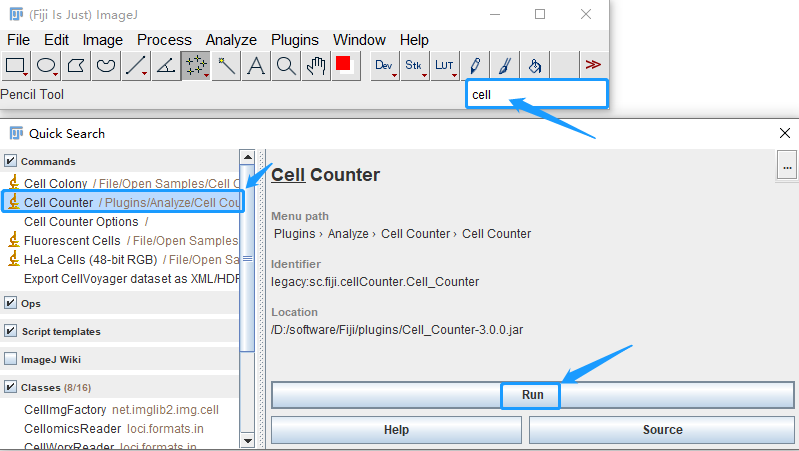 (Fiji Is Just) ImageJ
File Edit Image Process Analyze Plugins Window Help
Dev Stk LUT
Pencil Tool
cell
Quick Search
Commands
Cell Colony / File/Open Samples/Cell C
Cell Counter / Plugins/Analyze/Cell Cou
Cell Counter Options /
Fluorescent Cells / File/Open Samples
HeLa Cells (48-bit RGB) / File/Open
Export CellVoyager dataset as XML/HDF
Ops
Script templates
ImageJ Wiki
Classes (8/16)
CellImgFactory net.imglib2.img.cell
CellomicsReader loci.formats.in
CellWorxReader loci.formats.in
...
Cell Counter
Menu path
Plugins › Analyze › Cell Counter › Cell Counter
Identifier
legacy:sc.fiji.cellCounter.Cell_Counter
Location
/D:/software/Fiji/plugins/Cell_Counter-3.0.0.jar
Run
Help Source